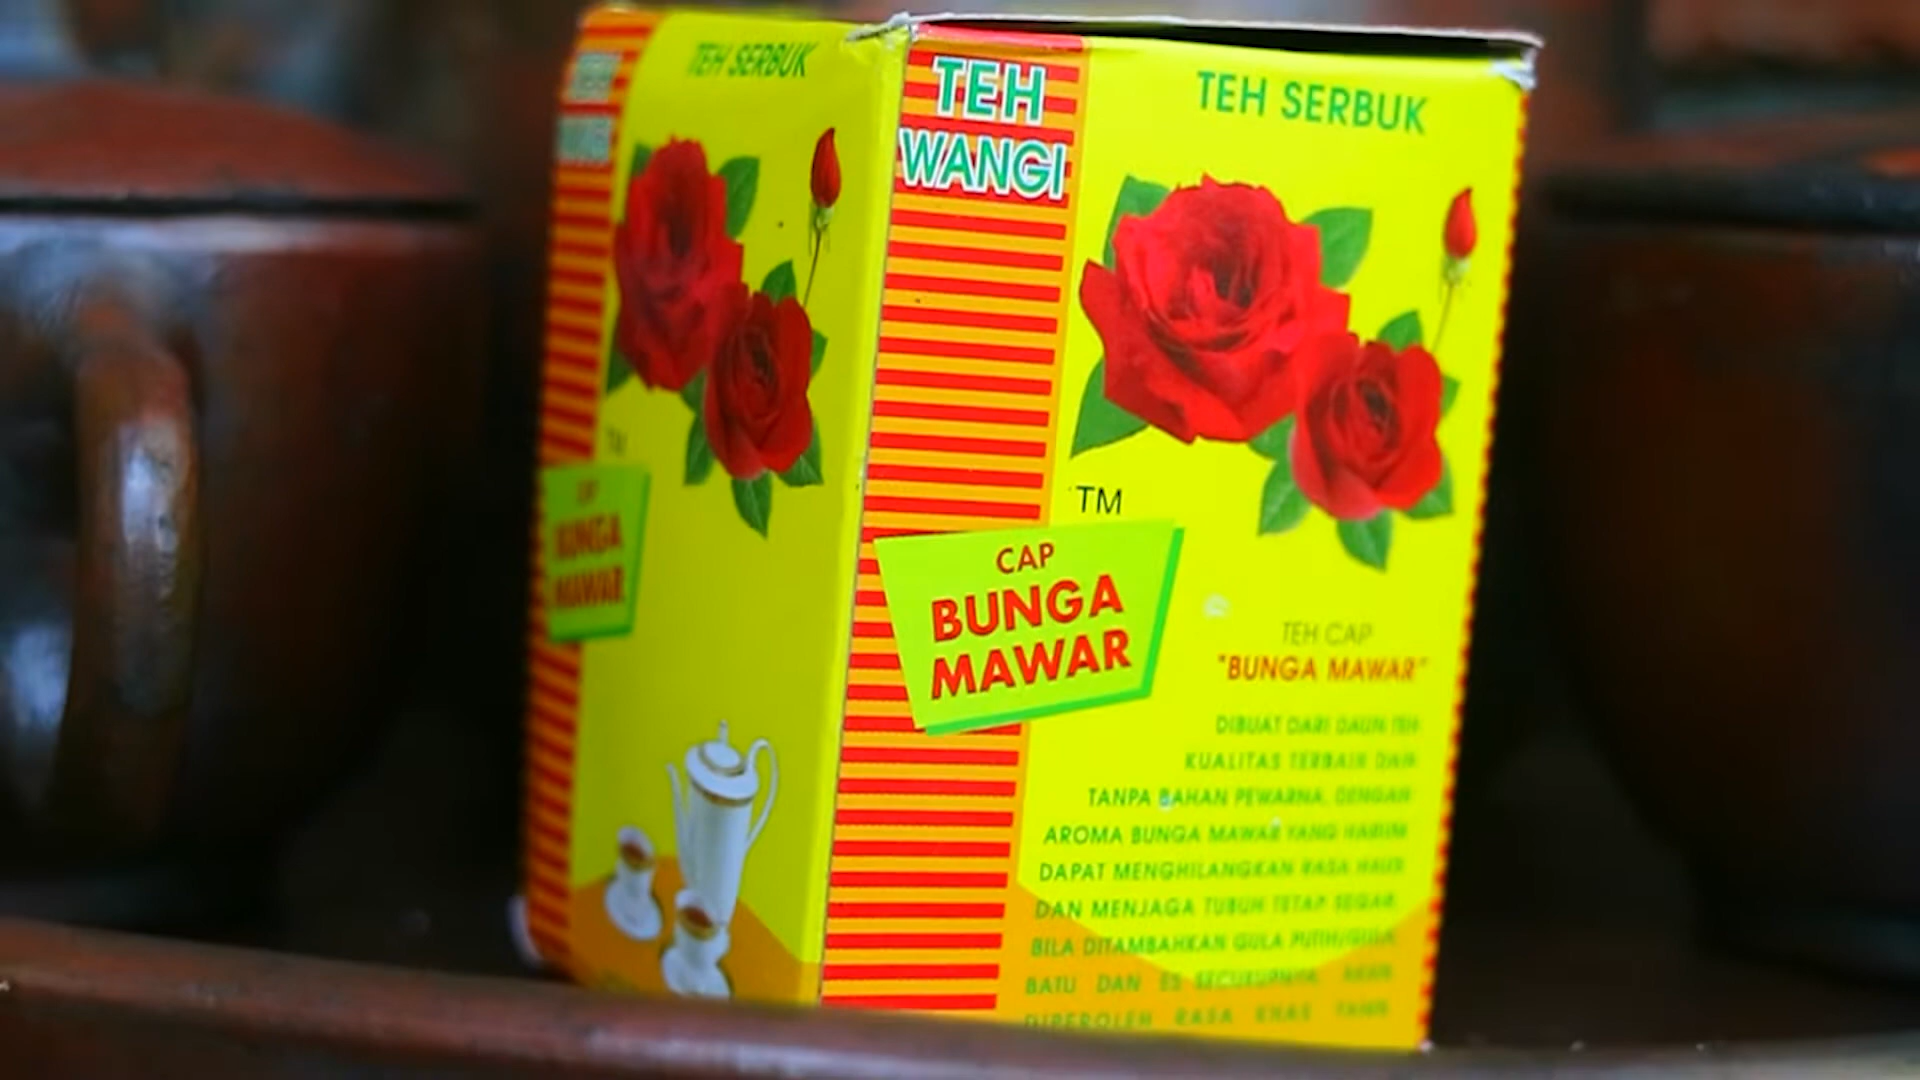 TEH SERBUK
TEH
WANGI
TEH SERBUK
TM
CAP
BUNGA
MAWAR
BUNGA
MAWAR
TEH CAP
"BUNGA MAWAR"
DIBUAT DARI DAUN TEH
KUALITAS TERBAIK DAN
TANPA BAHAN PEWARNA, DENGAN
AROMA BUNGA MAWAR YANG HARUM
DAPAT MENGHILANGKAN RASA HAUS
DAN MENJAGA TUBUH TETAP SEGAR.
BILA DITAMBAHKAN GULA PUTIH/GULA
BATU DAN ES SECUKUPNYA AKAN
DIPEROLEH RASA KHAS